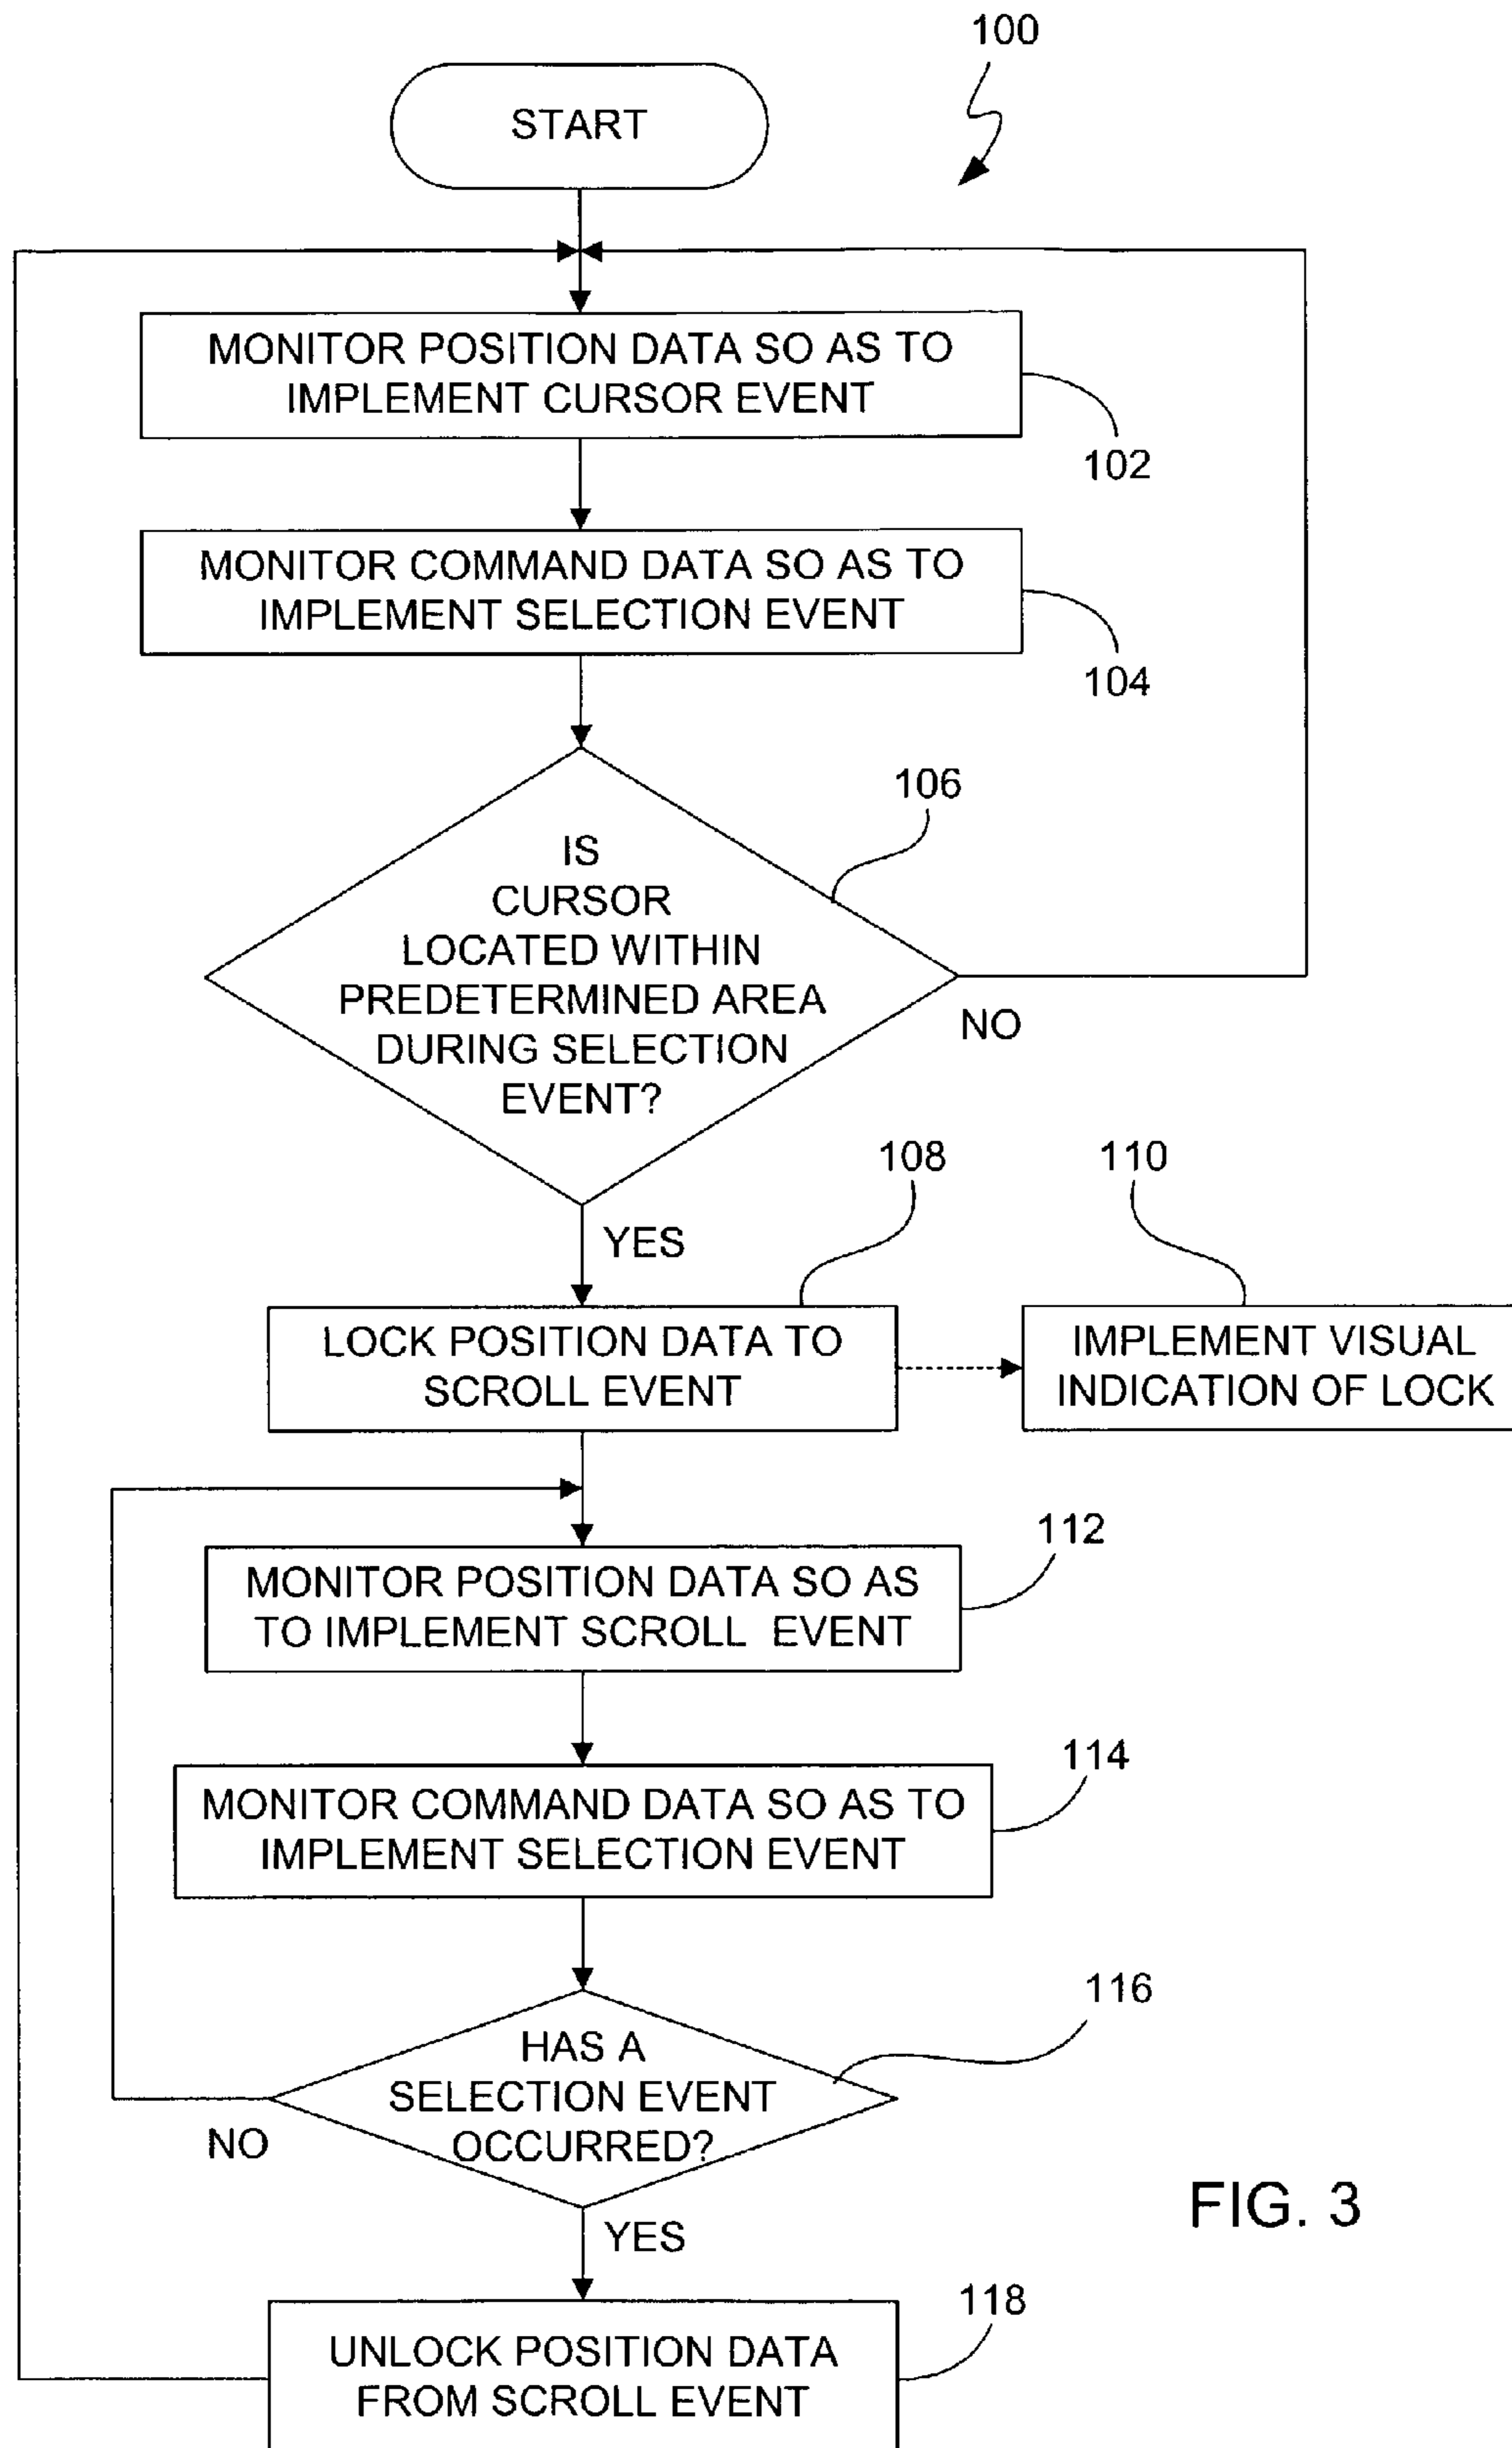 100
START
MONITOR POSITION DATA SO AS TO
IMPLEMENT CURSOR EVENT
102
MONITOR COMMAND DATA SO AS TO
IMPLEMENT SELECTION EVENT
104
106
IS
CURSOR
LOCATED WITHIN
PREDETERMINED AREA
DURING SELECTION
EVENT?
NO
YES
108
110
LOCK POSITION DATA TO
SCROLL EVENT
IMPLEMENT VISUAL
INDICATION OF LOCK
112
MONITOR POSITION DATA SO AS
TO IMPLEMENT SCROLL EVENT
114
MONITOR COMMAND DATA SO AS TO
IMPLEMENT SELECTION EVENT
116
HAS A
SELECTION EVENT
OCCURRED?
NO
YES
FIG. 3
118
UNLOCK POSITION DATA
FROM SCROLL EVENT